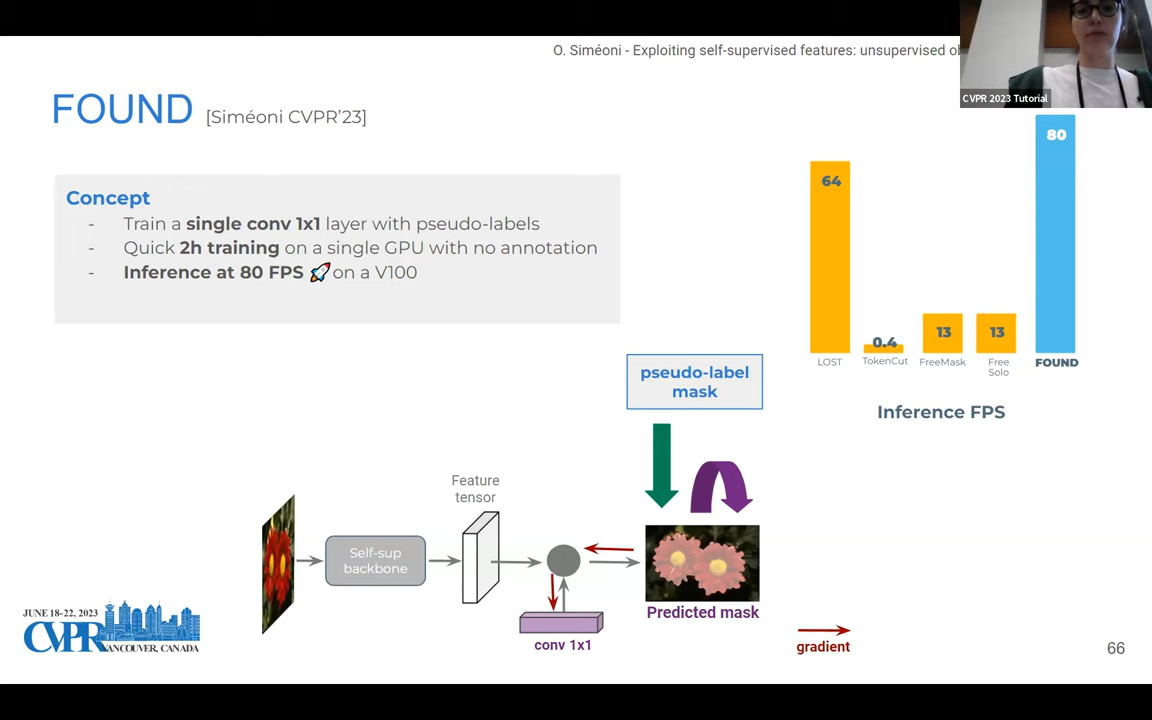 O. Siméoni - Exploiting self-supervised features: unsupervised
CVPR 2023 Tutorial
FOUND [Siméoni CVPR'23]
Concept
- Train a single conv 1x1 layer with pseudo-labels
- Quick 2h training on a single GPU with no annotation
- Inference at 80 FPS 🚀 on a V100
80
64
0.4
13
13
LOST
TokenCut
FreeMask
Free
Solo
FOUND
Inference FPS
pseudo-label
mask
Feature
tensor
Self-sup
backbone
Predicted mask
conv 1x1
gradient
JUNE 18-22, 2023
CVPR
VANCOUVER, CANADA
66